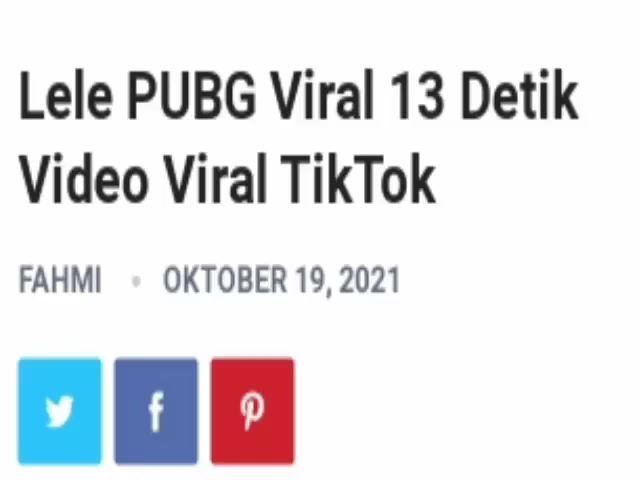 Lele PUBG Viral 13 Detik
Video Viral TikTok
FAHMI • OKTOBER 19, 2021